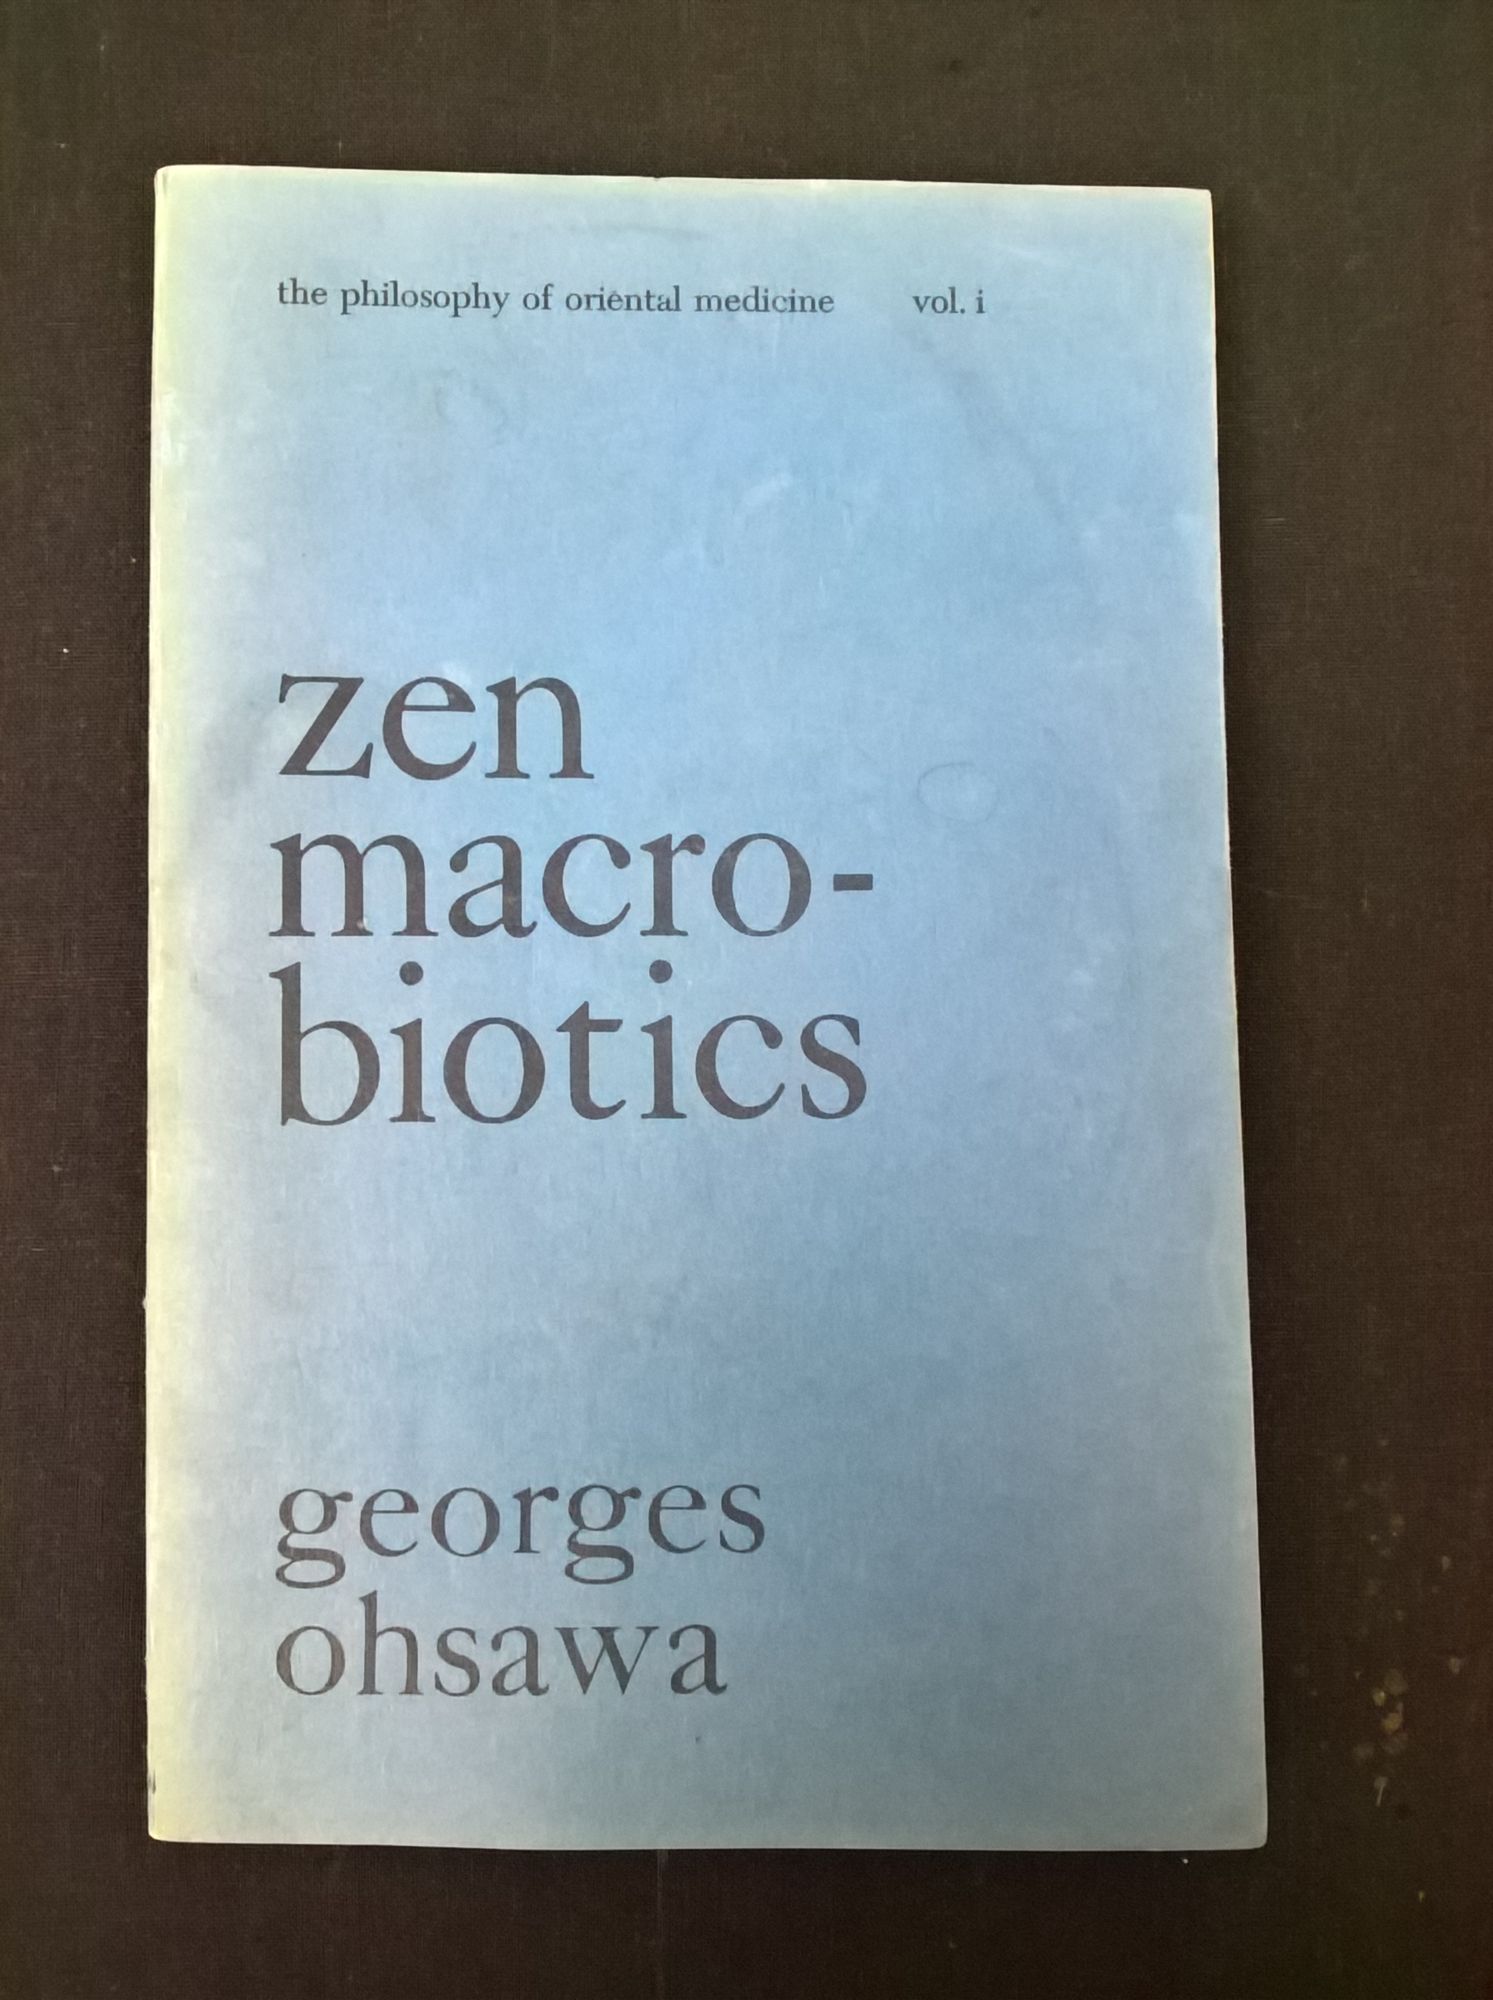 the philosophy of oriental medicine vol. i
zen
macro-
biotics
georges
ohsawa